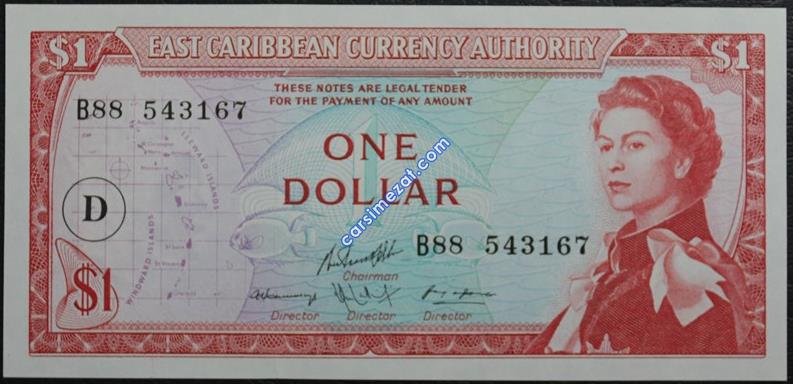 $1 EAST CARIBBEAN CURRENCY AUTHORITY $1
THESE NOTES ARE LEGAL TENDER
FOR THE PAYMENT OF ANY AMOUNT
B88 543167
ONE
DOLLAR
LEEWARD ISLANDS
WINDWARD ISLANDS
D
carsimezat.com
B88 543167
Chairman
$1
Director Director Director